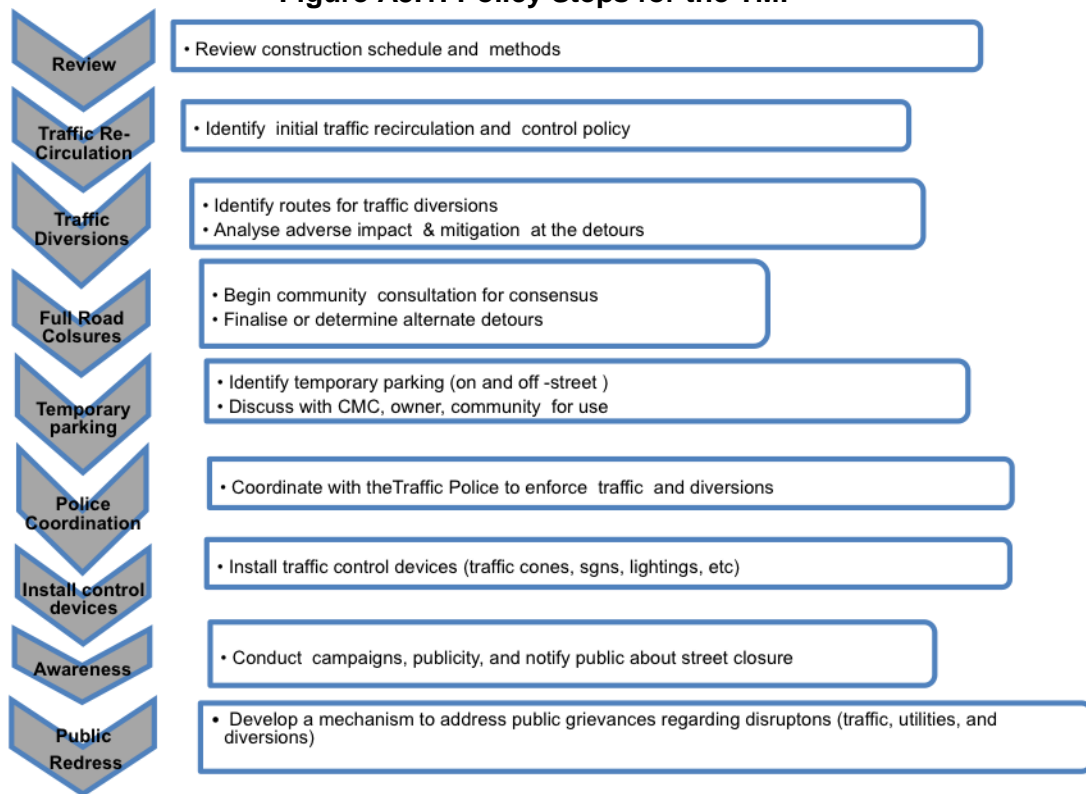 Policy Steps for the
Review
• Review construction schedule and methods
Traffic Re-
Circulation
• Identify initial traffic recirculation and control policy
Traffic
Diversions
• Identify routes for traffic diversions
• Analyse adverse impact & mitigation at the detours
Full Road
Colsures
• Begin community consultation for consensus
• Finalise or determine alternate detours
Temporary
parking
• Identify temporary parking (on and off -street )
• Discuss with CMC, owner, community for use
Police
Coordination
• Coordinate with theTraffic Police to enforce traffic and diversions
Install control
devices
• Install traffic control devices (traffic cones, sgns, lightings, etc)
Awareness
• Conduct campaigns, publicity, and notify public about street closure
Public
Redress
• Develop a mechanism to address public grievances regarding disruptons (traffic, utilities, and
diversions)